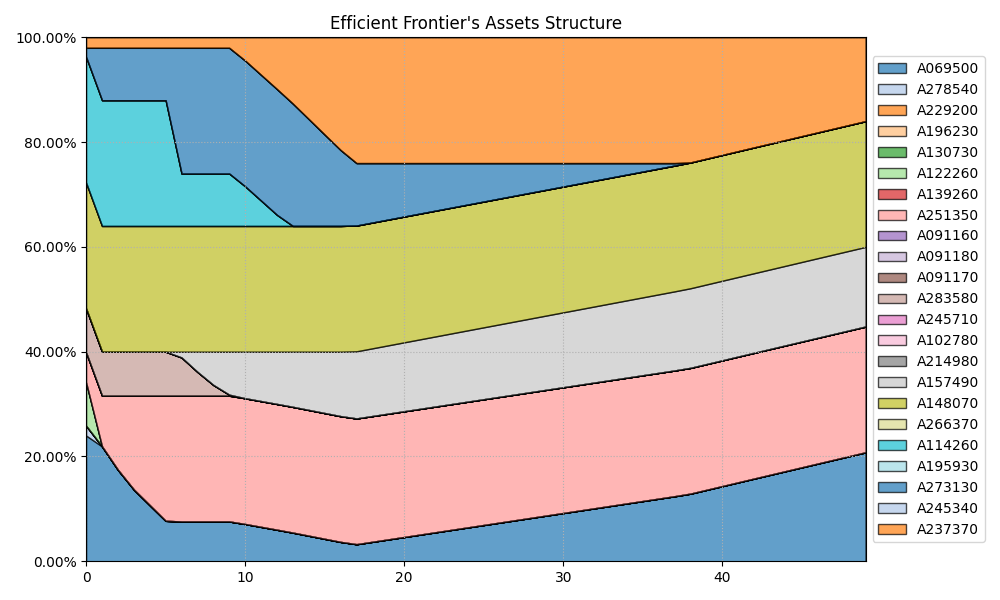 Efficient Frontier's Assets Structure
100.00%
80.00%
60.00%
40.00%
20.00%
0.00%
0
10
20
30
40
A069500
A278540
A229200
A196230
A130730
A122260
A139260
A251350
A091160
A091180
A091170
A283580
A245710
A102780
A214980
A157490
A148070
A266370
A114260
A195930
A273130
A245340
A237370